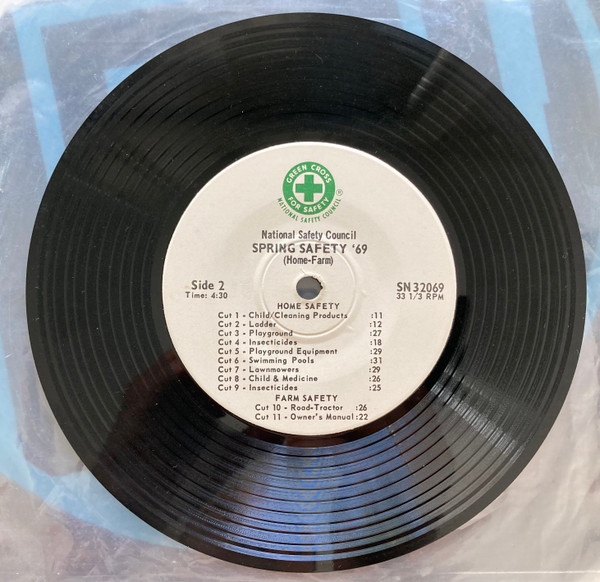 GREEN CROSS
FOR SAFETY
NATIONAL SAFETY COUNCIL ®
National Safety Council
SPRING SAFETY '69
(Home-Farm)
Side 2
Time: 4:30
SN 32069
33 1/3 RPM
HOME SAFETY
Cut 1 - Child/Cleaning Products :11
Cut 2 - Ladder :12
Cut 3 - Playground :27
Cut 4 - Insecticides :18
Cut 5 - Playground Equipment :29
Cut 6 - Swimming Pools :31
Cut 7 - Lawnmowers :29
Cut 8 - Child & Medicine :26
Cut 9 - Insecticides :25
FARM SAFETY
Cut 10 - Road-Tractor :26
Cut 11 - Owner's Manual :22